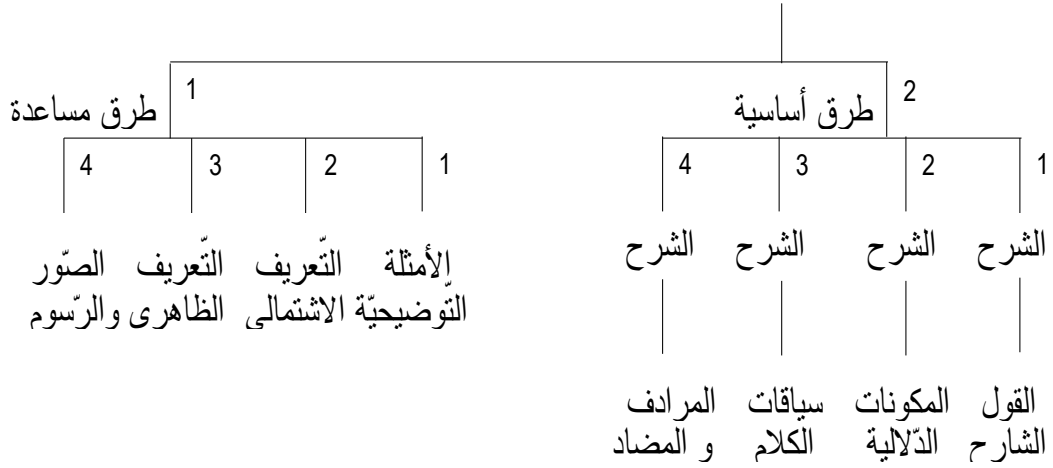 2
1
طرق أساسية
طرق مساعدة
1
2
3
4
1
2
3
4
الشرح
الشرح
الشرح
الشرح
الأمثلة
التّوضيحيّة
التّعريف
الاشتمالى
التّعريف
الظاهرى
الصّور
والرّسوم
القول
الشارح
المكونات
الدّلالية
سياقات
الكلام
المرادف
و المضاد